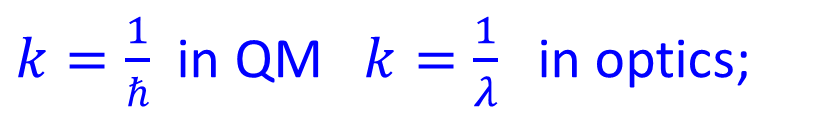 k = 1/ħ in QM k = 1/λ in optics;